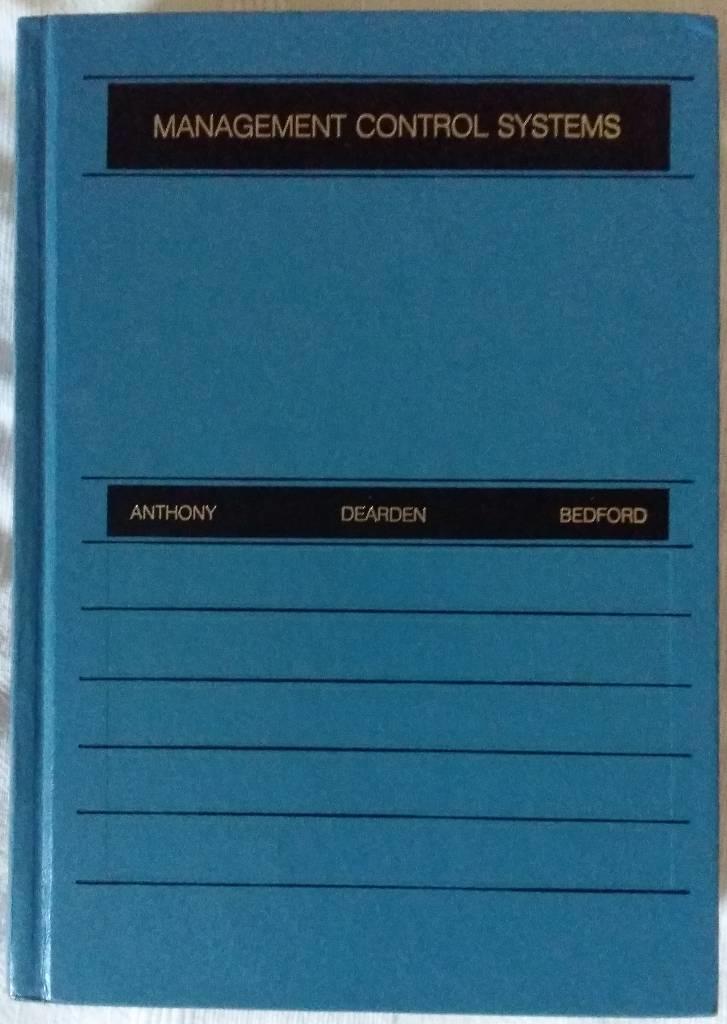 MANAGEMENT CONTROL SYSTEMS
ANTHONY DEARDEN BEDFORD